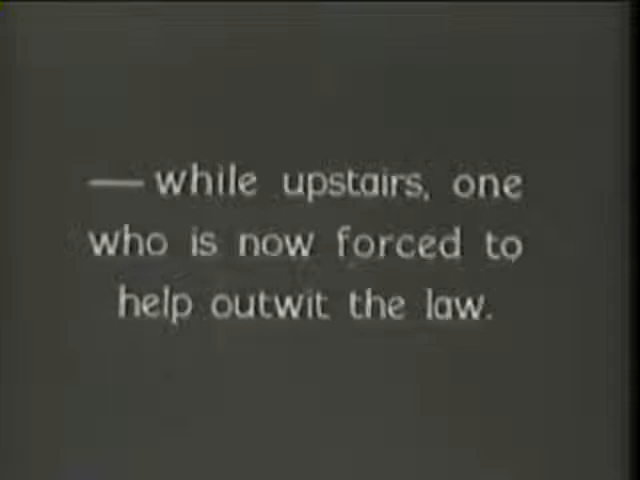 — while upstairs, one
who is now forced to
help outwit the law.